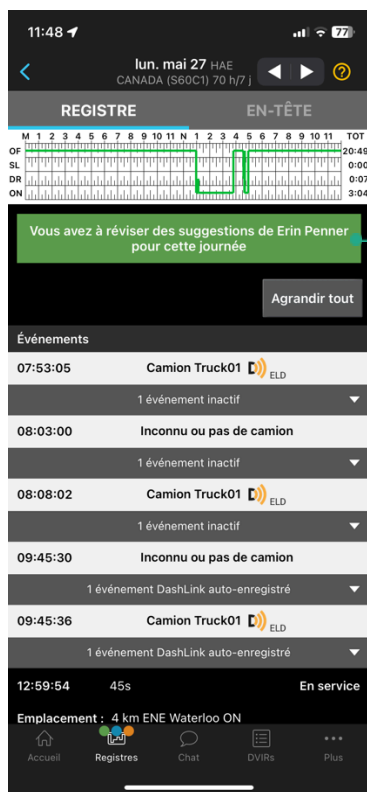 11:48
77
lun. mai 27 HAE
CANADA (S60C1) 70 h/7 j
?
REGISTRE
EN-TÊTE
M 1 2 3 4 5 6 7 8 9 10 11 N 1 2 3 4 5 6 7 8 9 10 11 TOT
OF 20:49
SL 0:00
DR 0:07
ON 3:04
Vous avez à réviser des suggestions de Erin Penner
pour cette journée
Agrandir tout
Événements
07:53:05 Camion Truck01 D ELD
1 événement inactif
08:03:00 Inconnu ou pas de camion
1 événement inactif
08:08:02 Camion Truck01 D ELD
1 événement inactif
09:45:30 Inconnu ou pas de camion
1 événement DashLink auto-enregistré
09:45:36 Camion Truck01 D ELD
1 événement DashLink auto-enregistré
12:59:54 45s En service
Emplacement : 4 km ENE Waterloo ON
Accueil Registres Chat DVIRs Plus